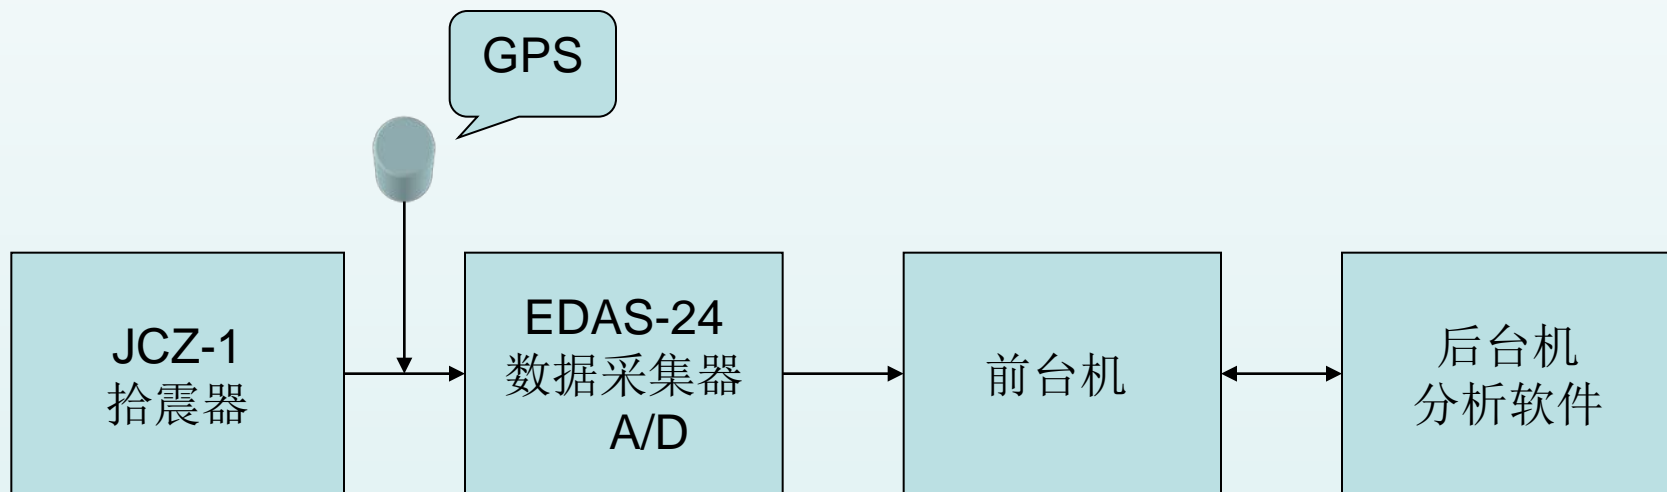 GPS
JCZ-1
拾震器
EDAS-24
数据采集器
A/D
前台机
后台机
分析软件